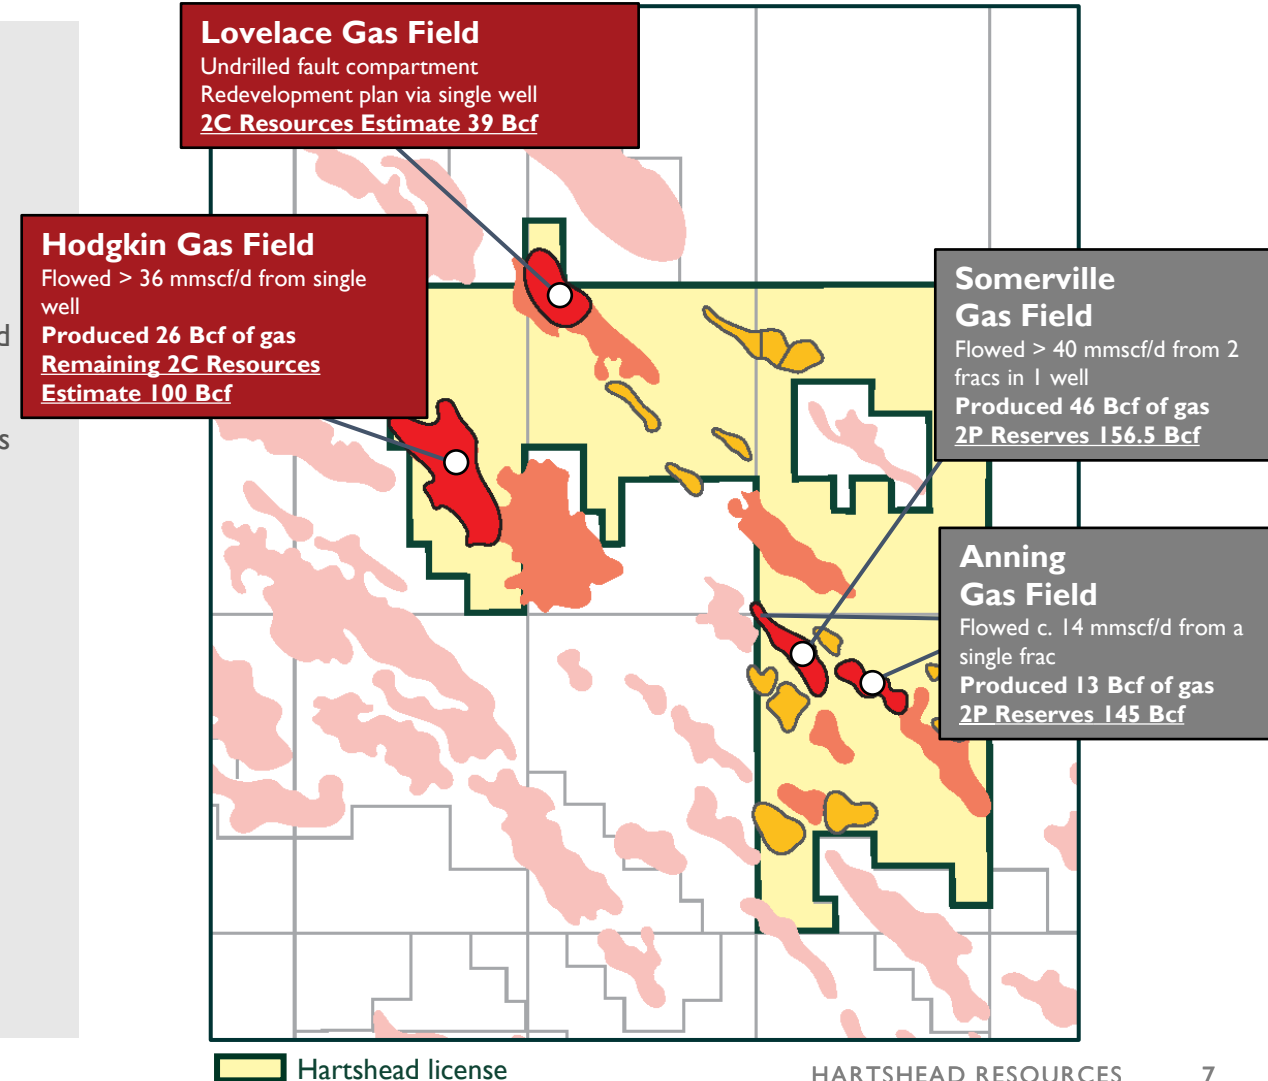 Lovelace Gas Field
Undrilled fault compartment
Redevelopment plan via single well
2C Resources Estimate 39 Bcf
Hodgkin Gas Field
Flowed > 36 mmscf/d from single
well
Produced 26 Bcf of gas
Remaining 2C Resources
Estimate 100 Bcf
d
s
Somerville
Gas Field
Flowed > 40 mmscf/d from 2
fracs in 1 well
Produced 46 Bcf of gas
2P Reserves 156.5 Bcf
Anning
Gas Field
Flowed c. 14 mmscf/d from a
single frac
Produced 13 Bcf of gas
2P Reserves 145 Bcf
Hartshead license
HARTSHEAD RESOURCES 7